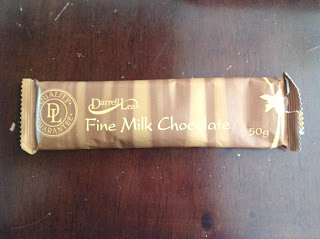 QUALITY
DL
GUARANTEE
Darrell Lea
Fine Milk Chocolate
50g